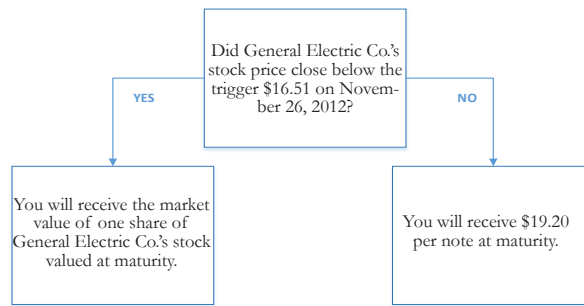 Did General Electric Co.'s
stock price close below the
trigger $16.51 on Novem-
ber 26, 2012?
YES
NO
You will receive the market
value of one share of
General Electric Co.'s stock
valued at maturity.
You will receive $19.20
per note at maturity.